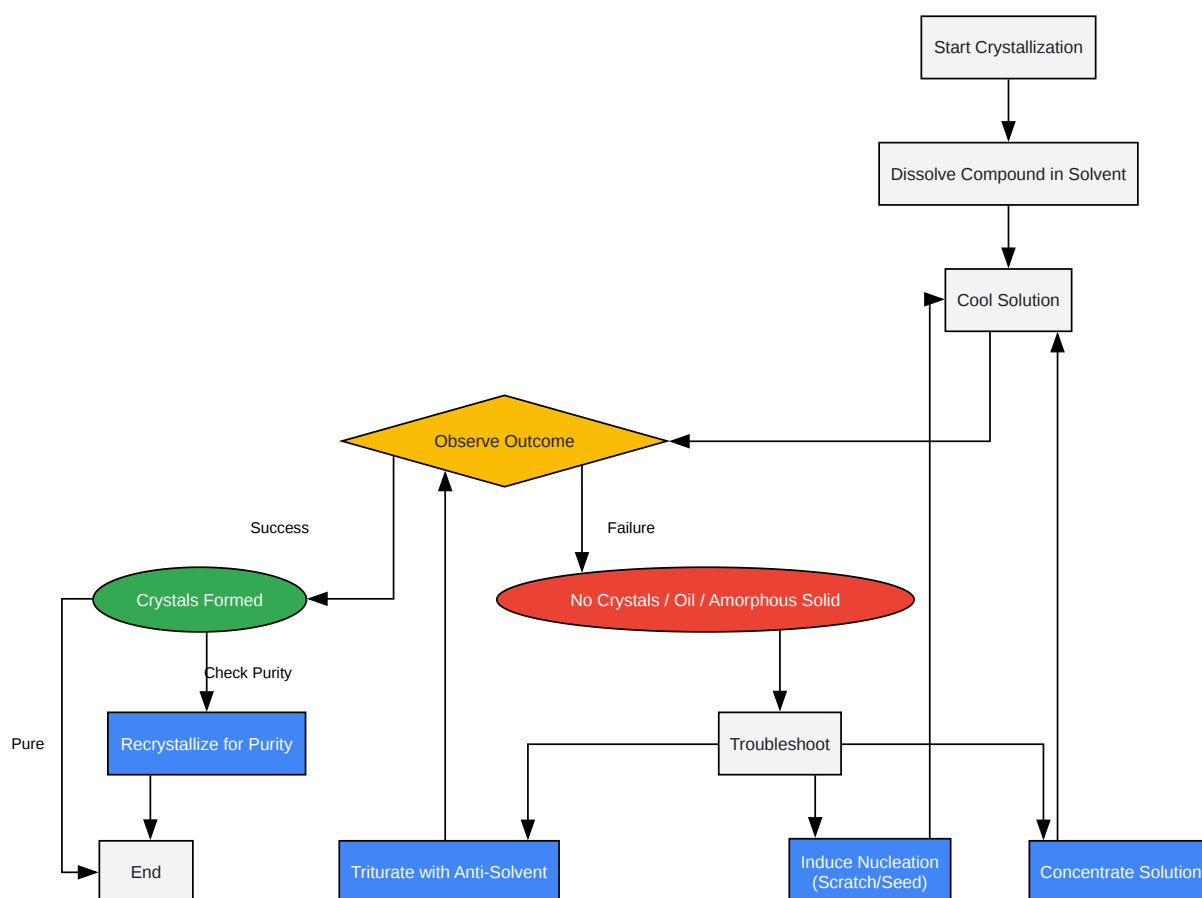 Start Crystallization
Dissolve Compound in Solvent
Cool Solution
Observe Outcome
Success
Failure
Crystals Formed
No Crystals / Oil / Amorphous Solid
Check Purity
Pure
Recrystallize for Purity
Troubleshoot
End
Triturate with Anti-Solvent
Induce Nucleation
(Scratch/Seed)
Concentrate Solution